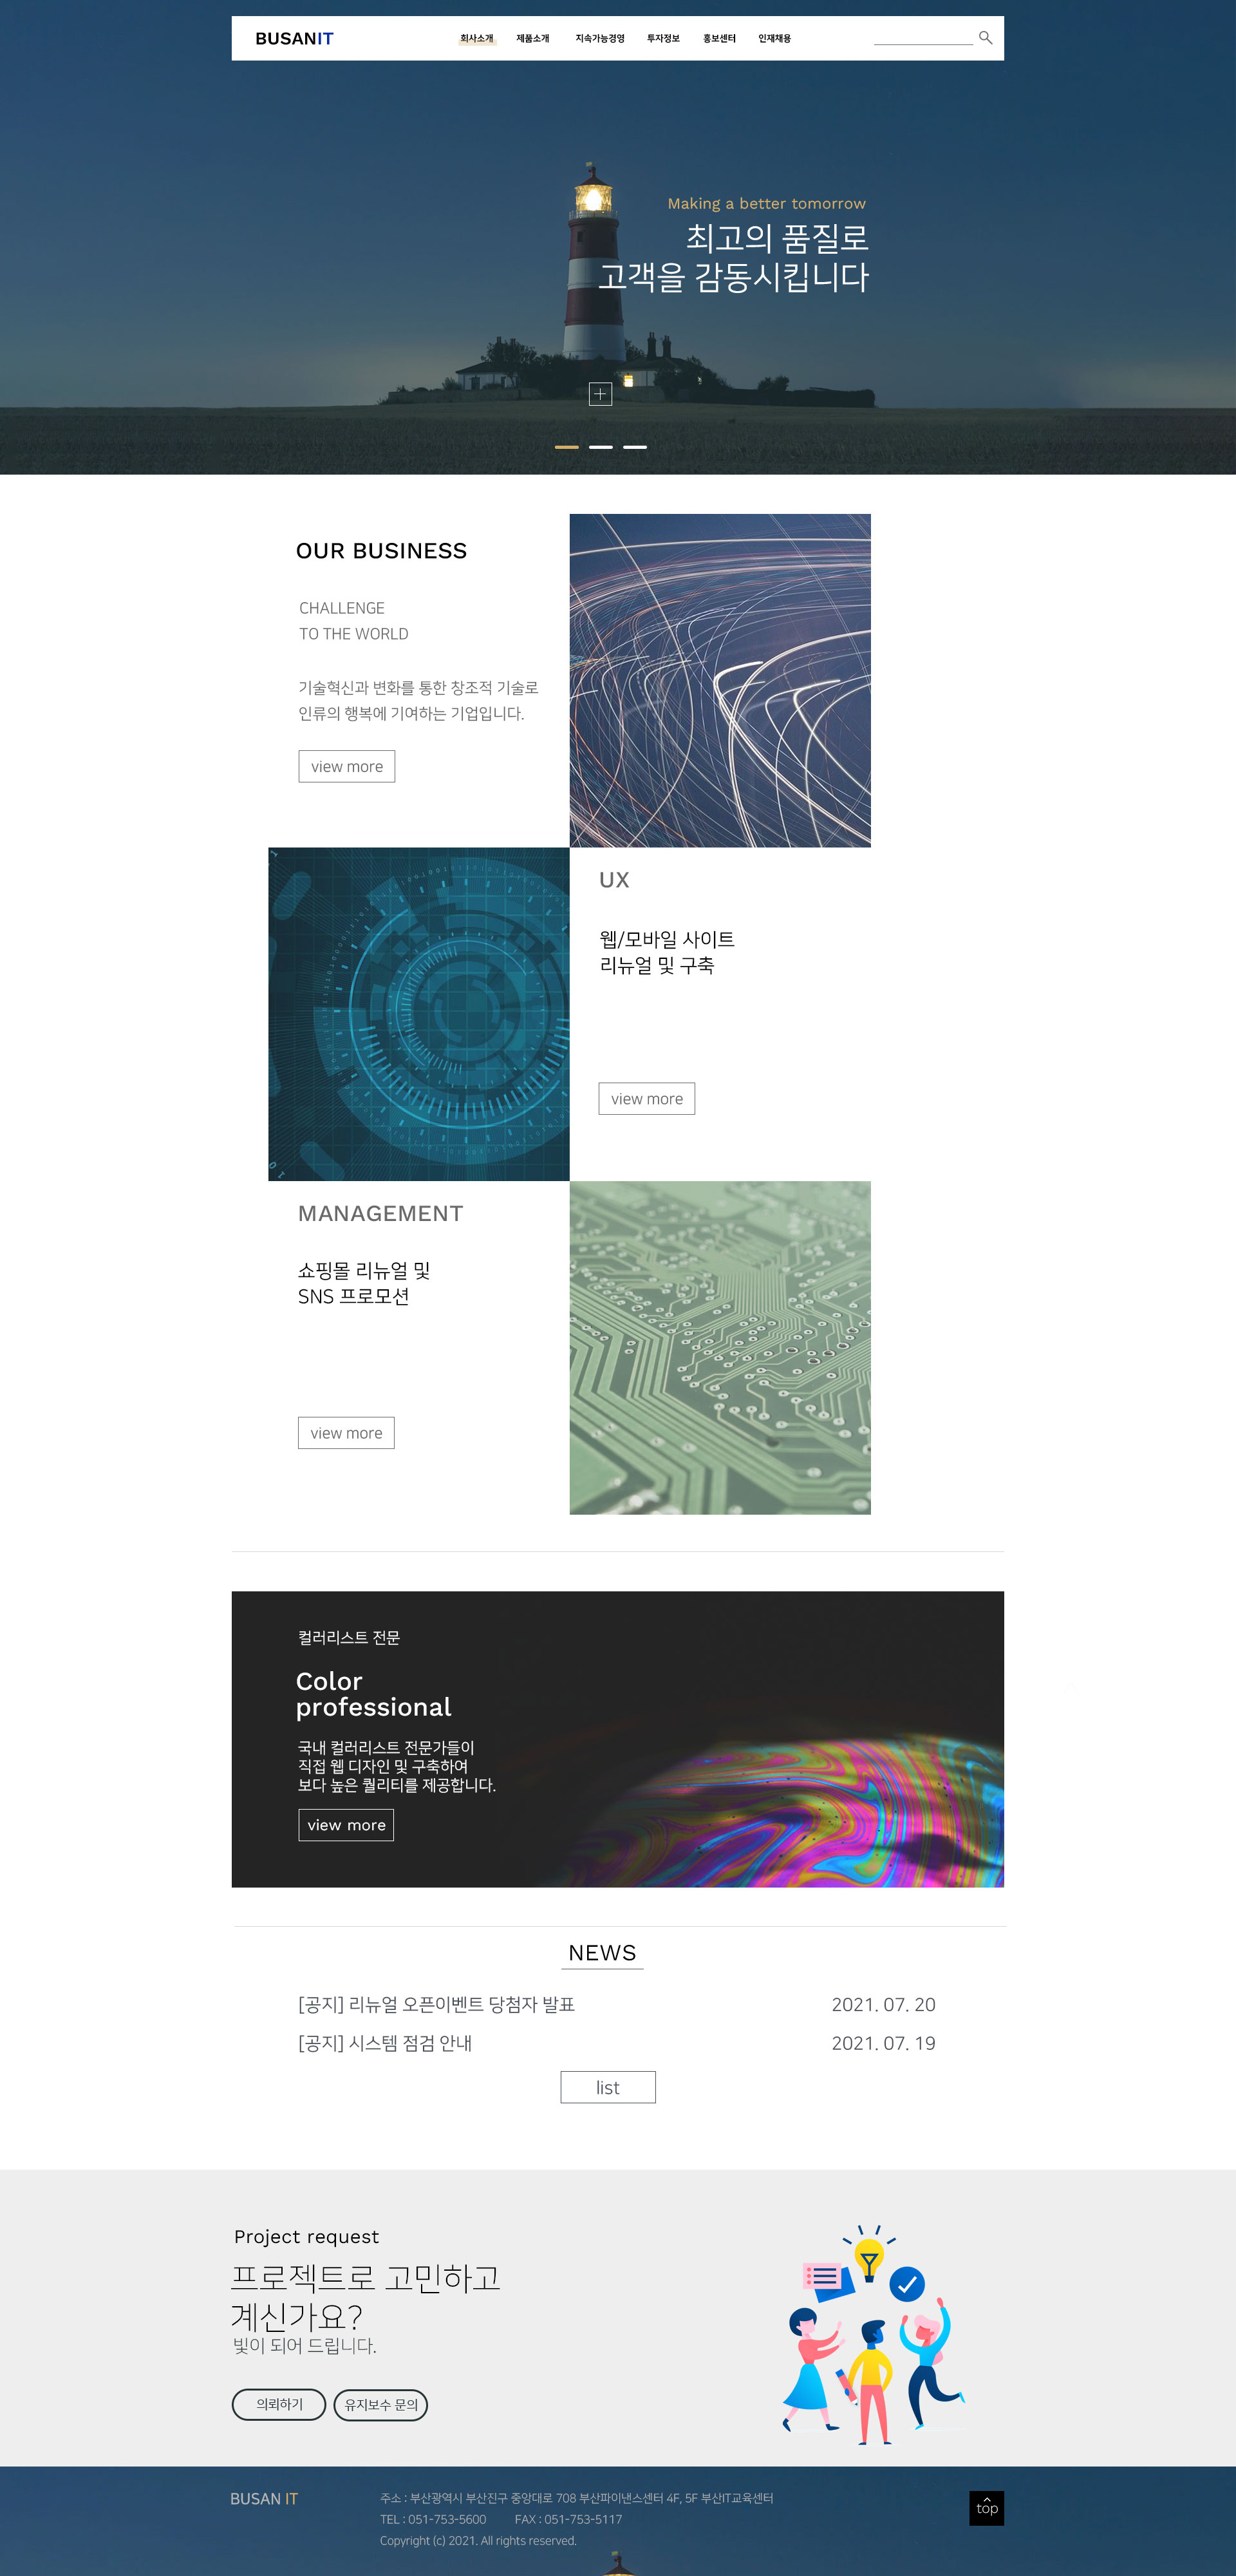 BUSANIT
회사소개 제품소개 지속가능경영 투자정보 홍보센터 인재채용
Making a better tomorrow
최고의 품질로
고객을 감동시킵니다
OUR BUSINESS
CHALLENGE
TO THE WORLD
기술혁신과 변화를 통한 창조적 기술로
인류의 행복에 기여하는 기업입니다.
view more
UX
웹/모바일 사이트
리뉴얼 및 구축
view more
MANAGEMENT
쇼핑몰 리뉴얼 및
SNS 프로모션
view more
컬러리스트 전문
Color
professional
국내 컬러리스트 전문가들이
직접 웹 디자인 및 구축하여
보다 높은 퀄리티를 제공합니다.
view more
NEWS
[공지] 리뉴얼 오픈이벤트 당첨자 발표 2021. 07. 20
[공지] 시스템 점검 안내 2021. 07. 19
list
Project request
프로젝트로 고민하고
계신가요?
빛이 되어 드립니다.
의뢰하기 유지보수 문의
BUSAN IT
주소 : 부산광역시 부산진구 중앙대로 708 부산파이낸스센터 4F, 5F 부산IT교육센터
TEL : 051-753-5600 FAX : 051-753-5117
Copyright (c) 2021. All rights reserved.
top